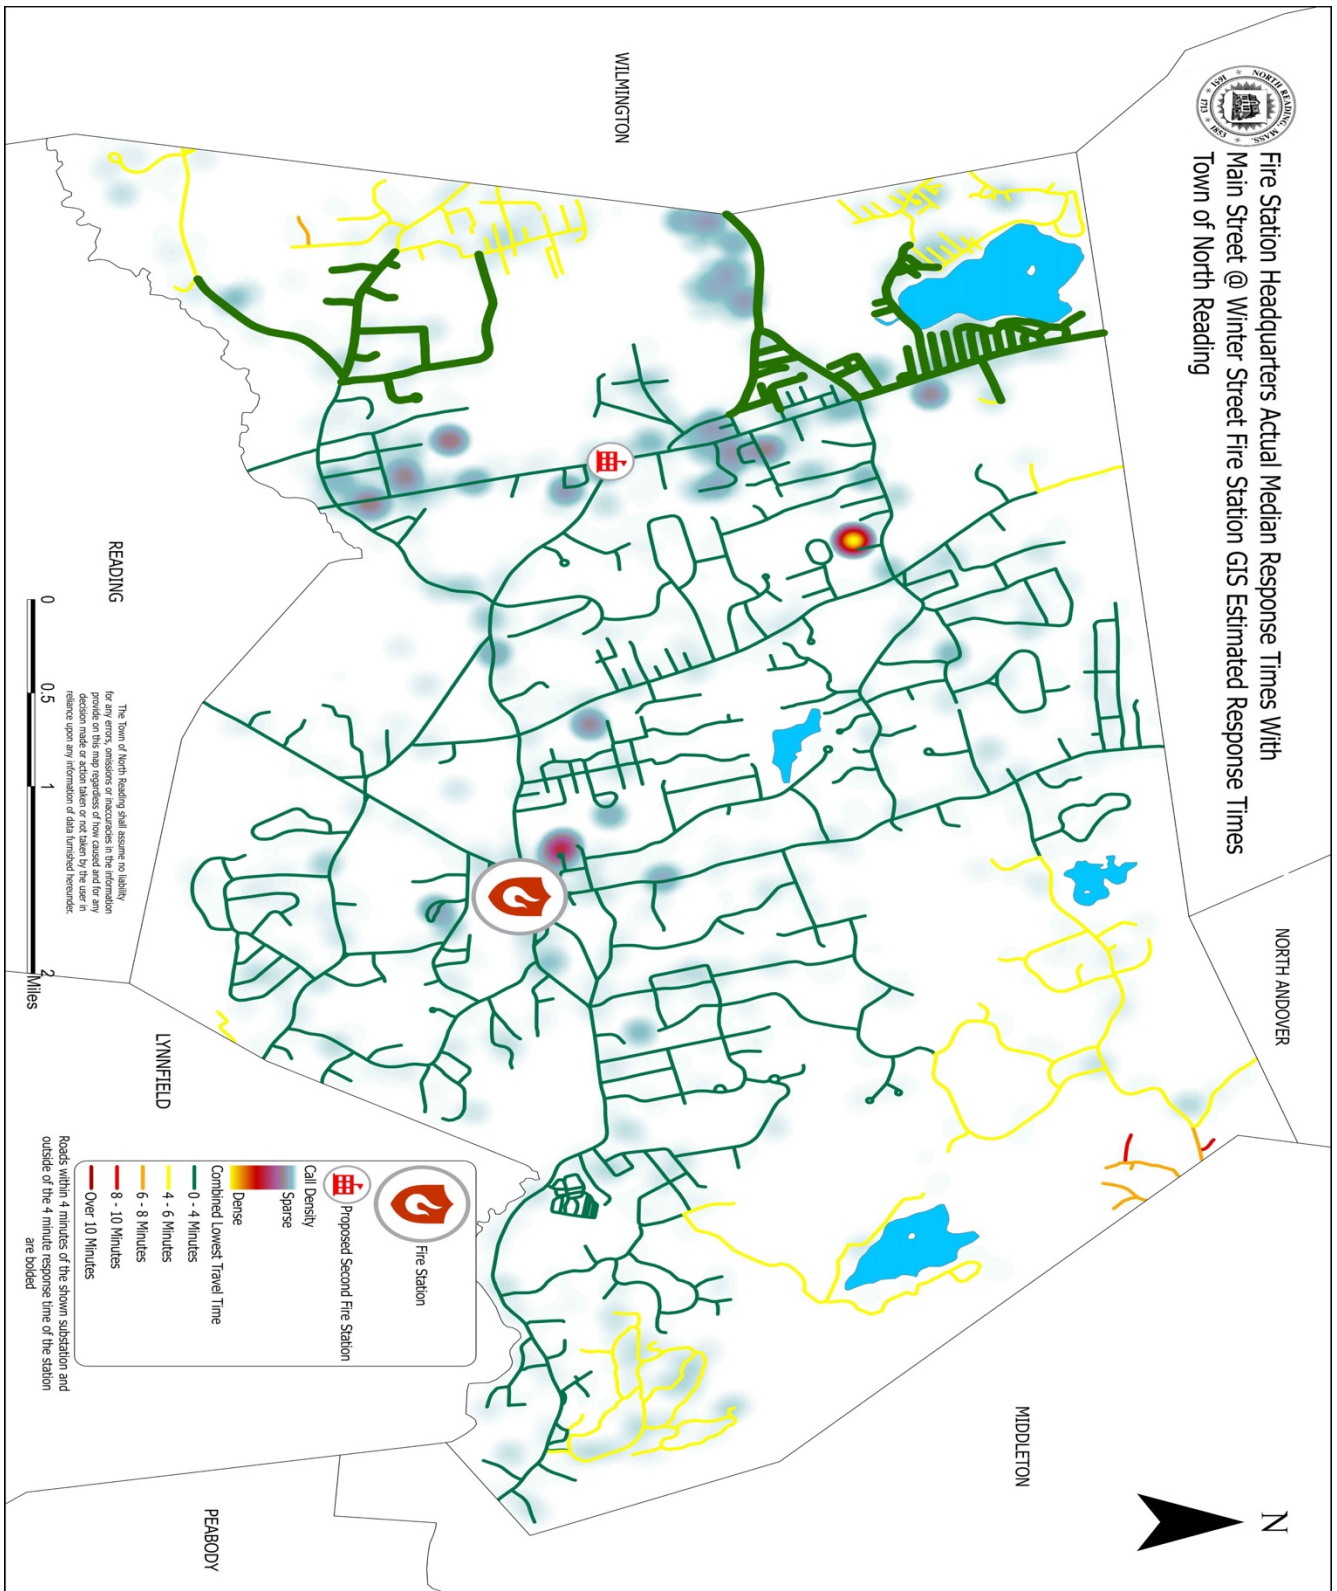 Fire Station Headquarters Actual Median Response Times With
Main Street @ Winter Street Fire Station GIS Estimated Response Times
Town of North Reading
NORTH READING, MASS.
1651 * 1713 * 1853
NORTH ANDOVER
N
WILMINGTON
MIDDLETON
READING
LYNNFIELD
PEABODY
Fire Station
Proposed Second Fire Station
Call Density
Sparse
Dense
Combined Lowest Travel Time
0 - 4 Minutes
4 - 6 Minutes
6 - 8 Minutes
8 - 10 Minutes
Over 10 Minutes
Roads within 4 minutes of the shown substation and
outside of the 4 minute response time of the station
are bolded
The Town of North Reading shall assume no liability
for any errors, omissions or inaccuracies in the information
provide on this map regardless of how caused and for any
decision made or action taken or not taken by the user in
reliance upon any information of data furnished hereunder.
0 0.5 1 2
Miles